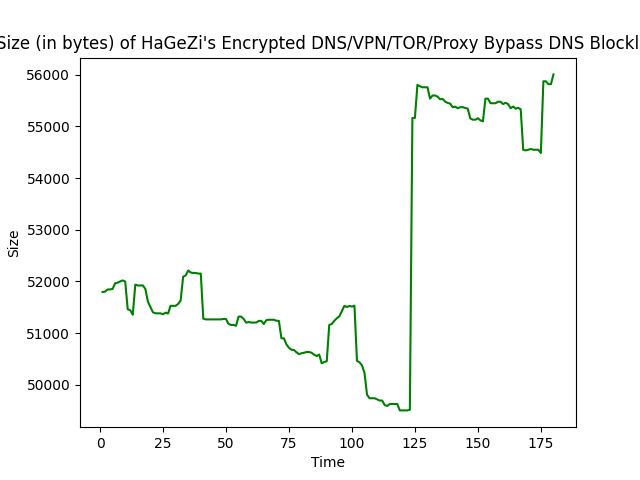 Size (in bytes) of HaGeZi's Encrypted DNS/VPN/TOR/Proxy Bypass DNS Blockl
56000
55000
54000
53000
52000
51000
50000
Size
0 25 50 75 100 125 150 175
Time